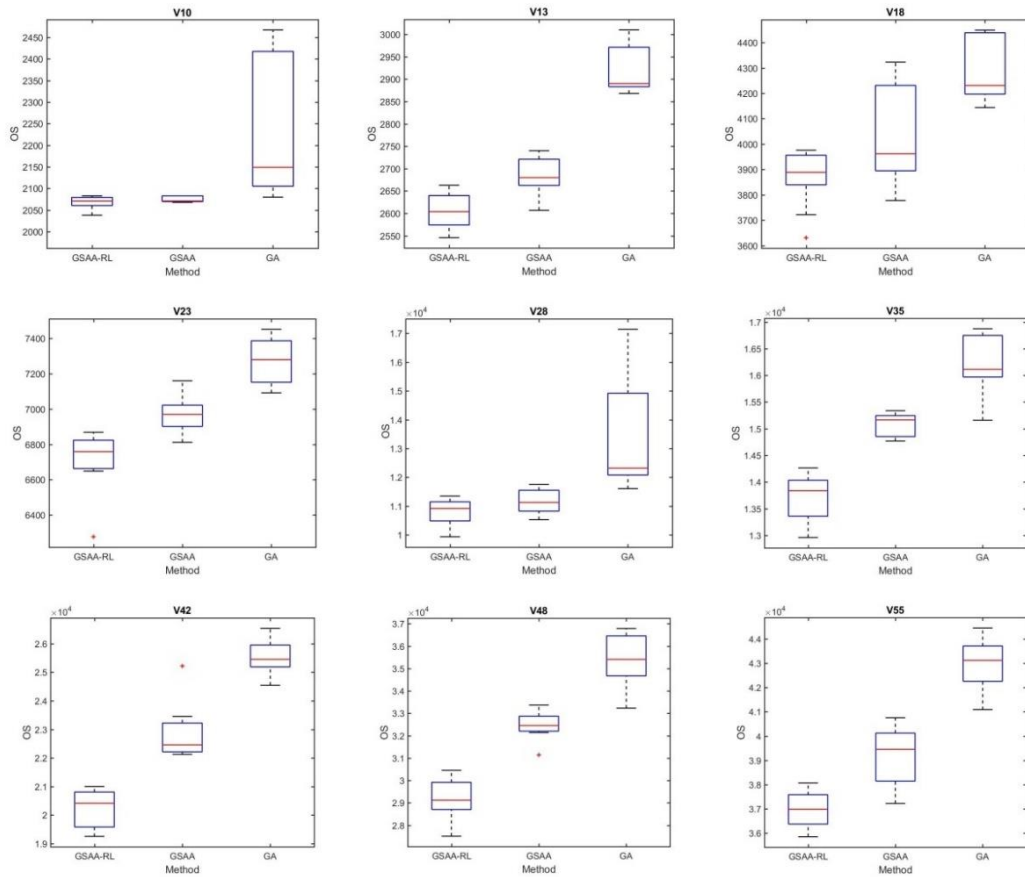 V10
2450
2400
2350
2300
2250
2200
2150
2100
2050
2000
OS
GSAA-RL GSAA GA
Method
V13
3000
2950
2900
2850
2800
2750
2700
2650
2600
2550
OS
GSAA-RL GSAA GA
Method
V18
4400
4300
4200
4100
4000
3900
3800
3700
3600
OS
GSAA-RL GSAA GA
Method
V23
7400
7200
7000
6800
6600
6400
OS
GSAA-RL GSAA GA
Method
×10⁴
V28
1.7
1.6
1.5
1.4
1.3
1.2
1.1
1
OS
GSAA-RL GSAA GA
Method
×10⁴
V35
1.7
1.65
1.6
1.55
1.5
1.45
1.4
1.35
1.3
OS
GSAA-RL GSAA GA
Method
×10⁴
V42
2.6
2.5
2.4
2.3
2.2
2.1
2
1.9
OS
GSAA-RL GSAA GA
Method
×10⁴
V48
3.7
3.6
3.5
3.4
3.3
3.2
3.1
3
2.9
2.8
OS
GSAA-RL GSAA GA
Method
×10⁴
V55
4.4
4.3
4.2
4.1
4
3.9
3.8
3.7
3.6
OS
GSAA-RL GSAA GA
Method